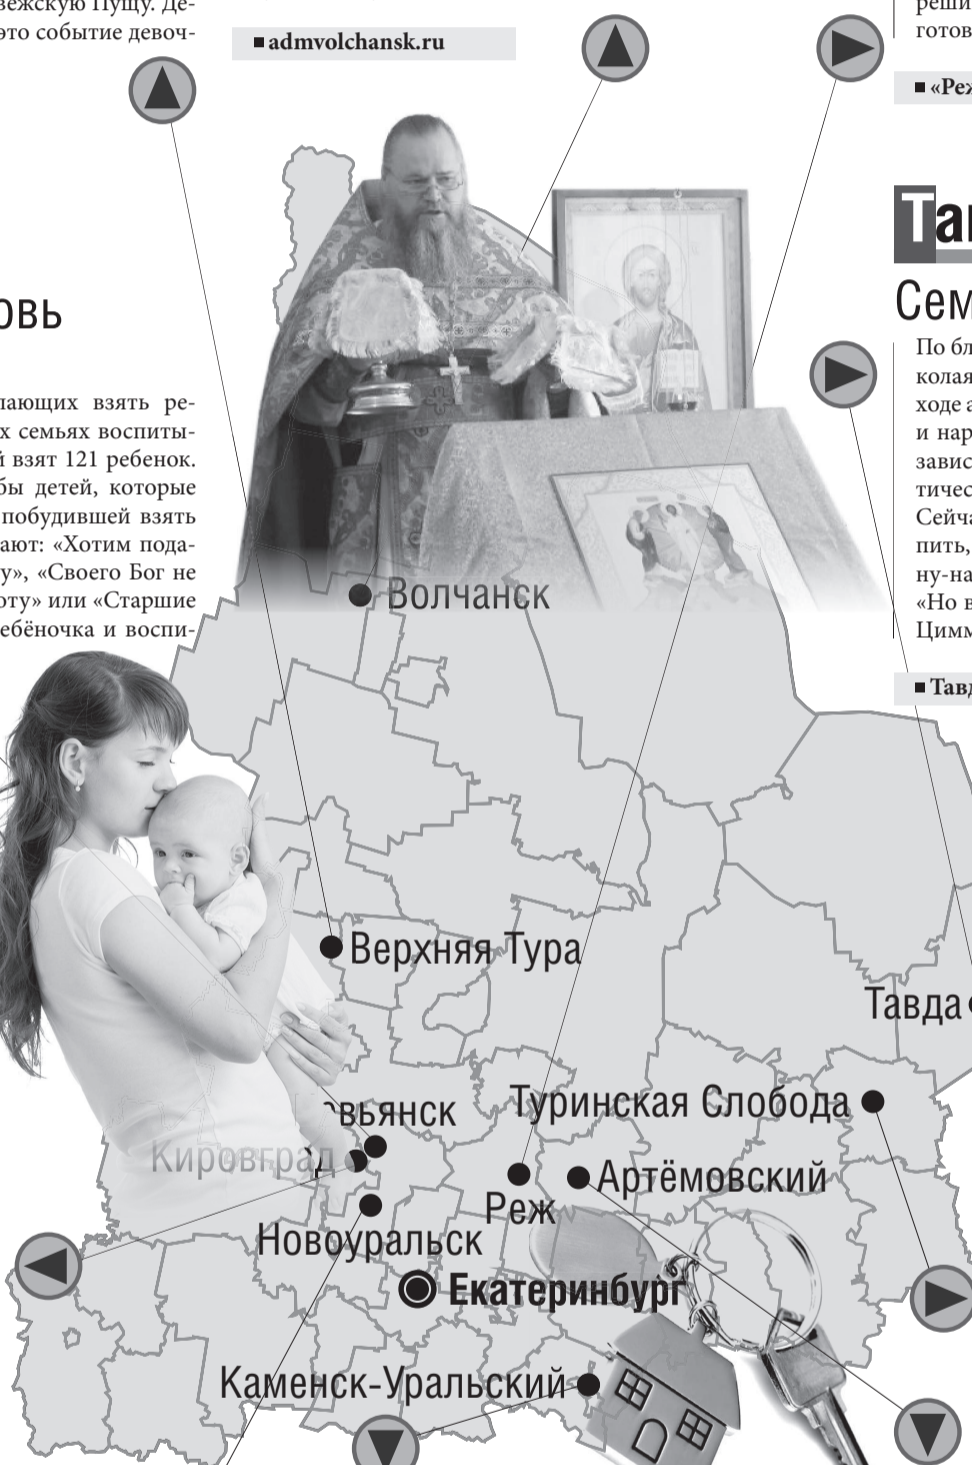 вежскую Пущу. Де-
это событие девоч-
■ admvolchansk.ru
готов
■ «Реж
Сем
овь
По бл
колая
ходе а
и нар
завис
тичес
Сейча
пить,
ну-на
«Но в
Цимм
■ Тавд
лающих взять ре-
х семьях воспиты-
й взят 121 ребенок.
бы детей, которые
побудившей взять
ают: «Хотим пода-
у», «Своего Бог не
оту» или «Старшие
ебёночка и воспи-
Волчанск
Верхняя Тура
Тавда
Туринская Слобода
вьянск
Кировград
Реж
Артёмовский
Новоуральск
Екатеринбург
Каменск-Уральский